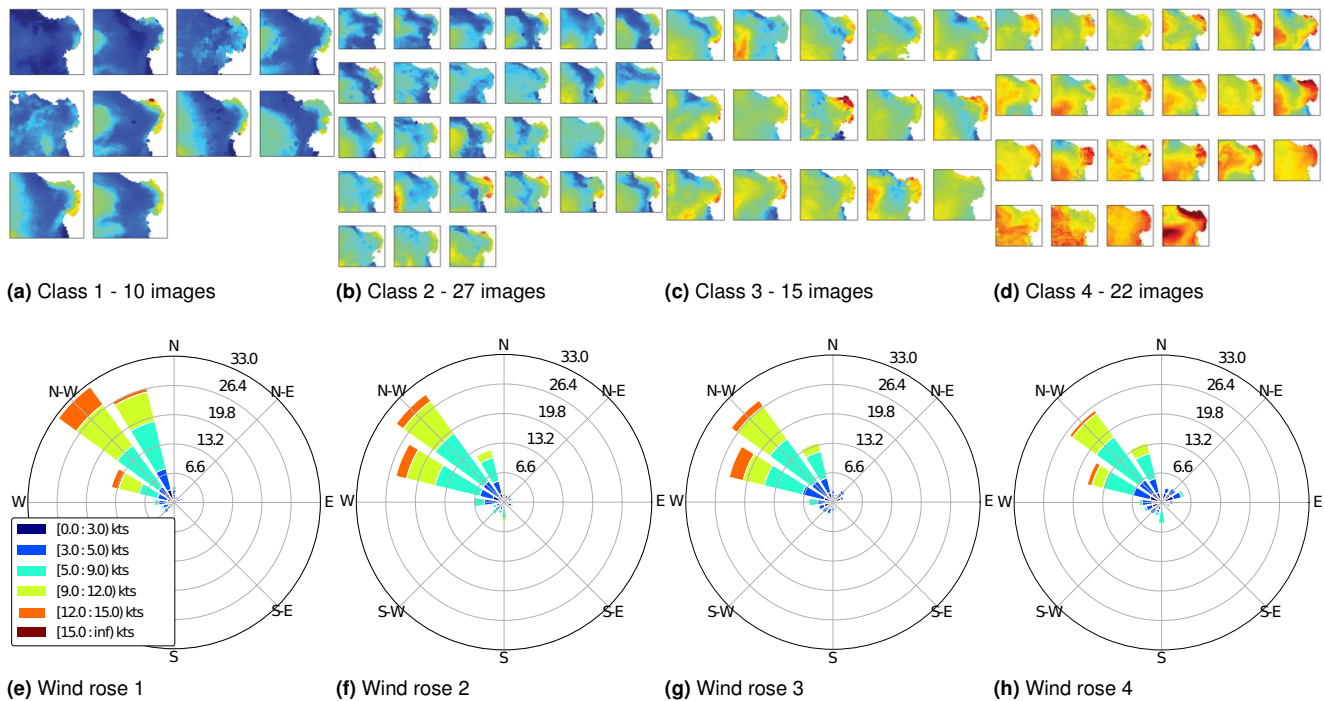 (a) Class 1 - 10 images
(b) Class 2 - 27 images
(c) Class 3 - 15 images
(d) Class 4 - 22 images
N
33.0
N-W
26.4
N-E
19.8
13.2
6.6
W
E
[0.0 : 3.0) kts
[3.0 : 5.0) kts
[5.0 : 9.0) kts
[9.0 : 12.0) kts
[12.0 : 15.0) kts
[15.0 : inf) kts
S-E
S
(e) Wind rose 1
N
33.0
N-W
26.4
N-E
19.8
13.2
6.6
W
E
S-W
S-E
S
(f) Wind rose 2
N
33.0
N-W
26.4
N-E
19.8
13.2
6.6
W
E
S-W
S-E
S
(g) Wind rose 3
N
33.0
N-W
26.4
N-E
19.8
13.2
6.6
W
E
S-W
S-E
S
(h) Wind rose 4